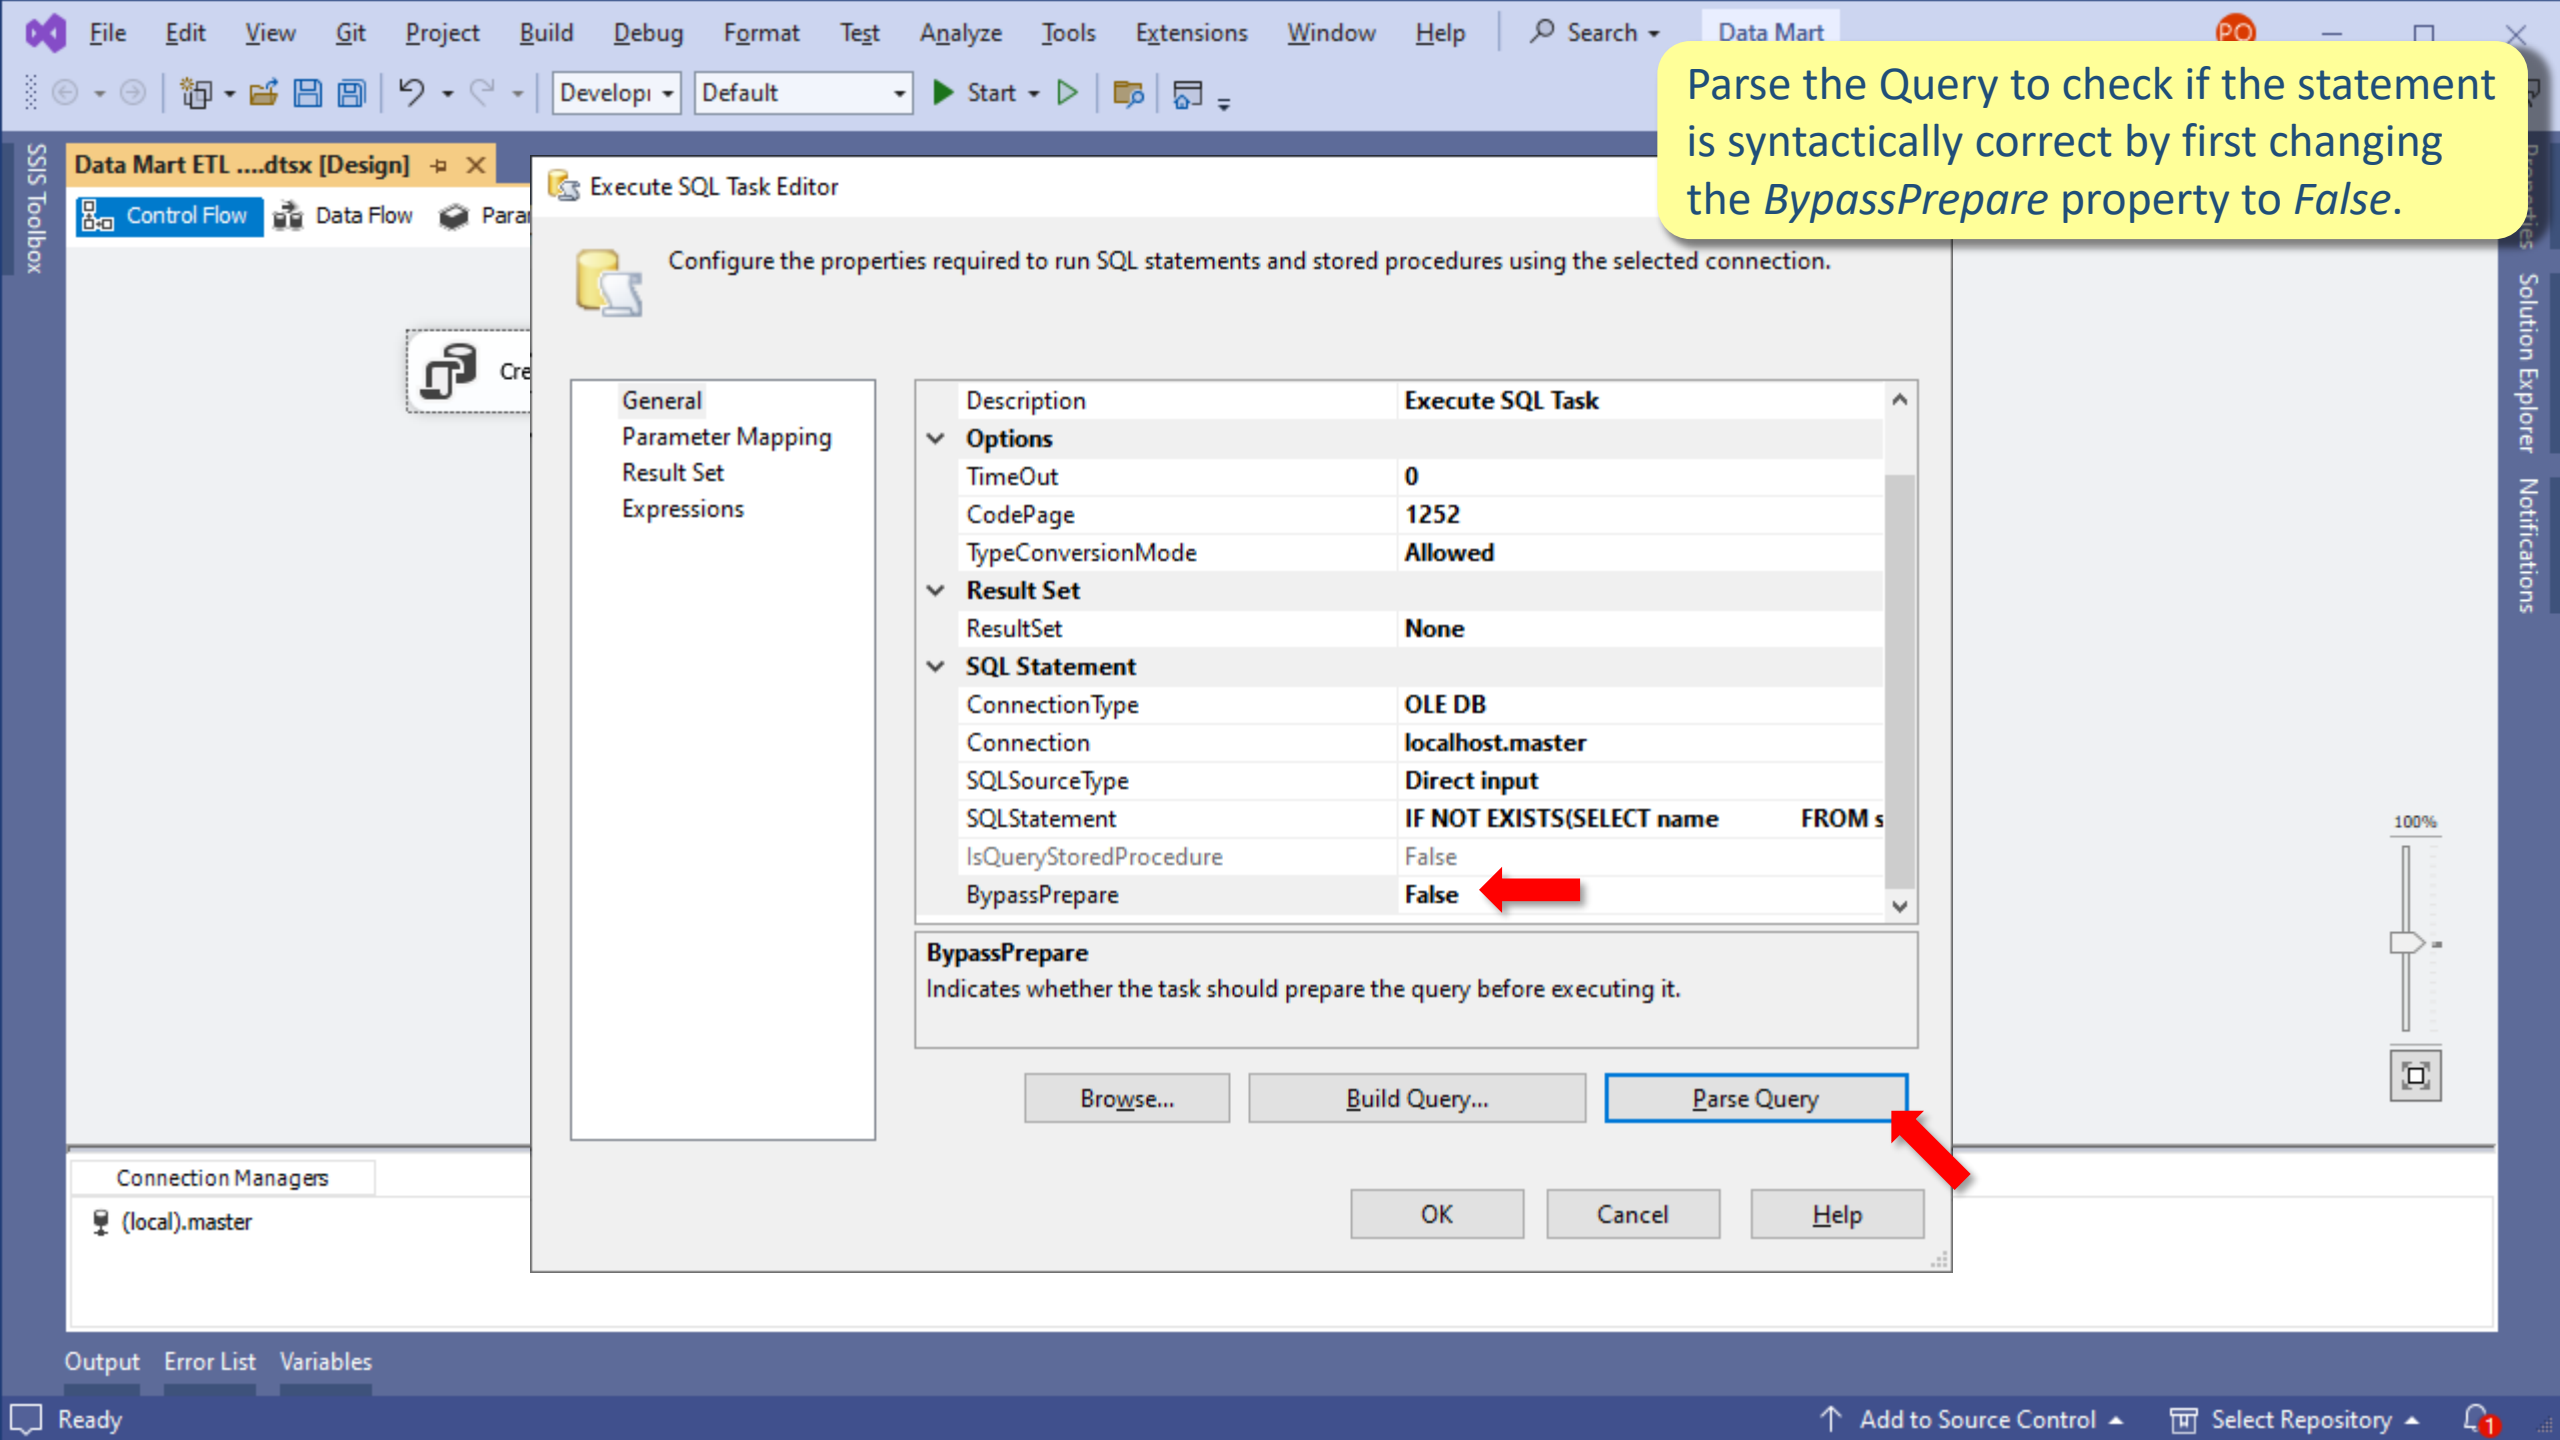 File Edit View Git Project Build Debug Format Test Analyze Tools Extensions Window Help Search Data Mart PO
Default Start
Parse the Query to check if the statement
is syntactically correct by first changing
the BypassPrepare property to False.
SSIS Toolbox
Data Mart ETL ....dtsx [Design]
Control Flow Data Flow
Execute SQL Task Editor
Configure the properties required to run SQL statements and stored procedures using the selected connection.
General
Parameter Mapping
Result Set
Expressions
Description Execute SQL Task
Options
TimeOut 0
CodePage 1252
TypeConversionMode Allowed
Result Set
ResultSet None
SQL Statement
ConnectionType OLE DB
Connection localhost.master
SQLSourceType Direct input
SQLStatement IF NOT EXISTS(SELECT name FROM s
IsQueryStoredProcedure False
BypassPrepare False
BypassPrepare
Indicates whether the task should prepare the query before executing it.
Browse... Build Query... Parse Query
OK Cancel Help
100%
Solution Explorer
Notifications
Connection Managers
(local).master
Output Error List Variables
Ready Add to Source Control Select Repository 1